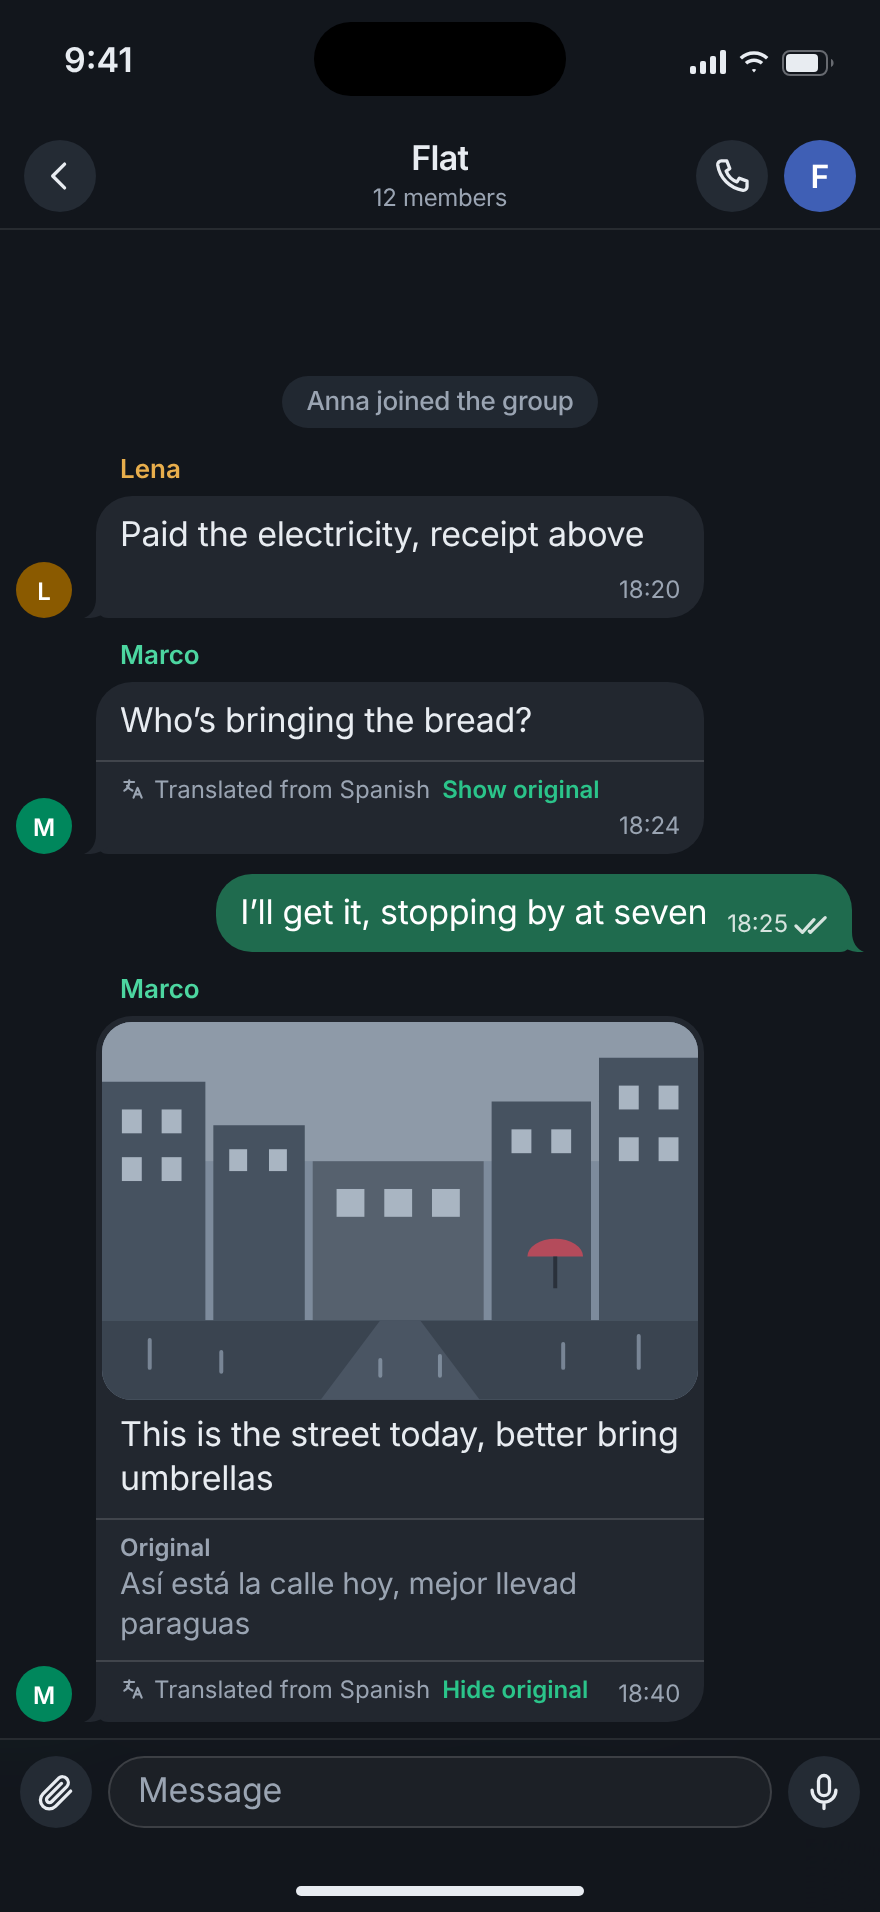 9:41
Flat
12 members
F
Anna joined the group
Lena
Paid the electricity, receipt above
18:20
L
Marco
Who’s bringing the bread?
Translated from Spanish Show original
18:24
M
I’ll get it, stopping by at seven 18:25
Marco
This is the street today, better bring
umbrellas
Original
Así está la calle hoy, mejor llevad
paraguas
Translated from Spanish Hide original 18:40
M
Message